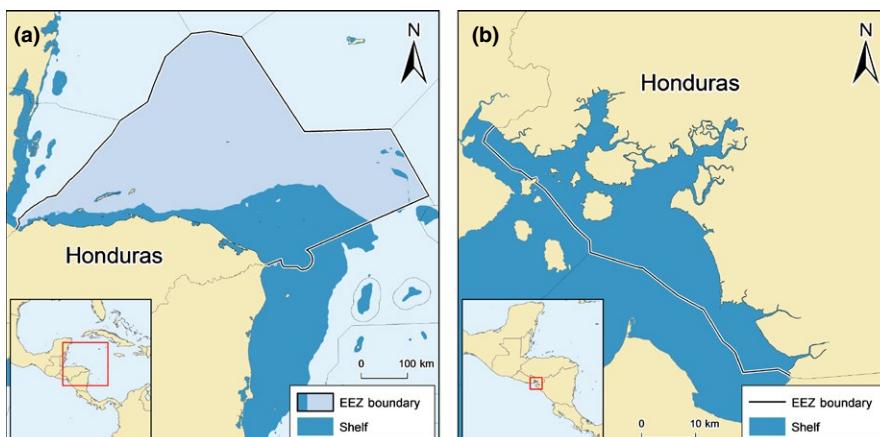 (a)
N
Honduras
0 100 km
EEZ boundary
Shelf
(b)
N
Honduras
0 10 km
EEZ boundary
Shelf